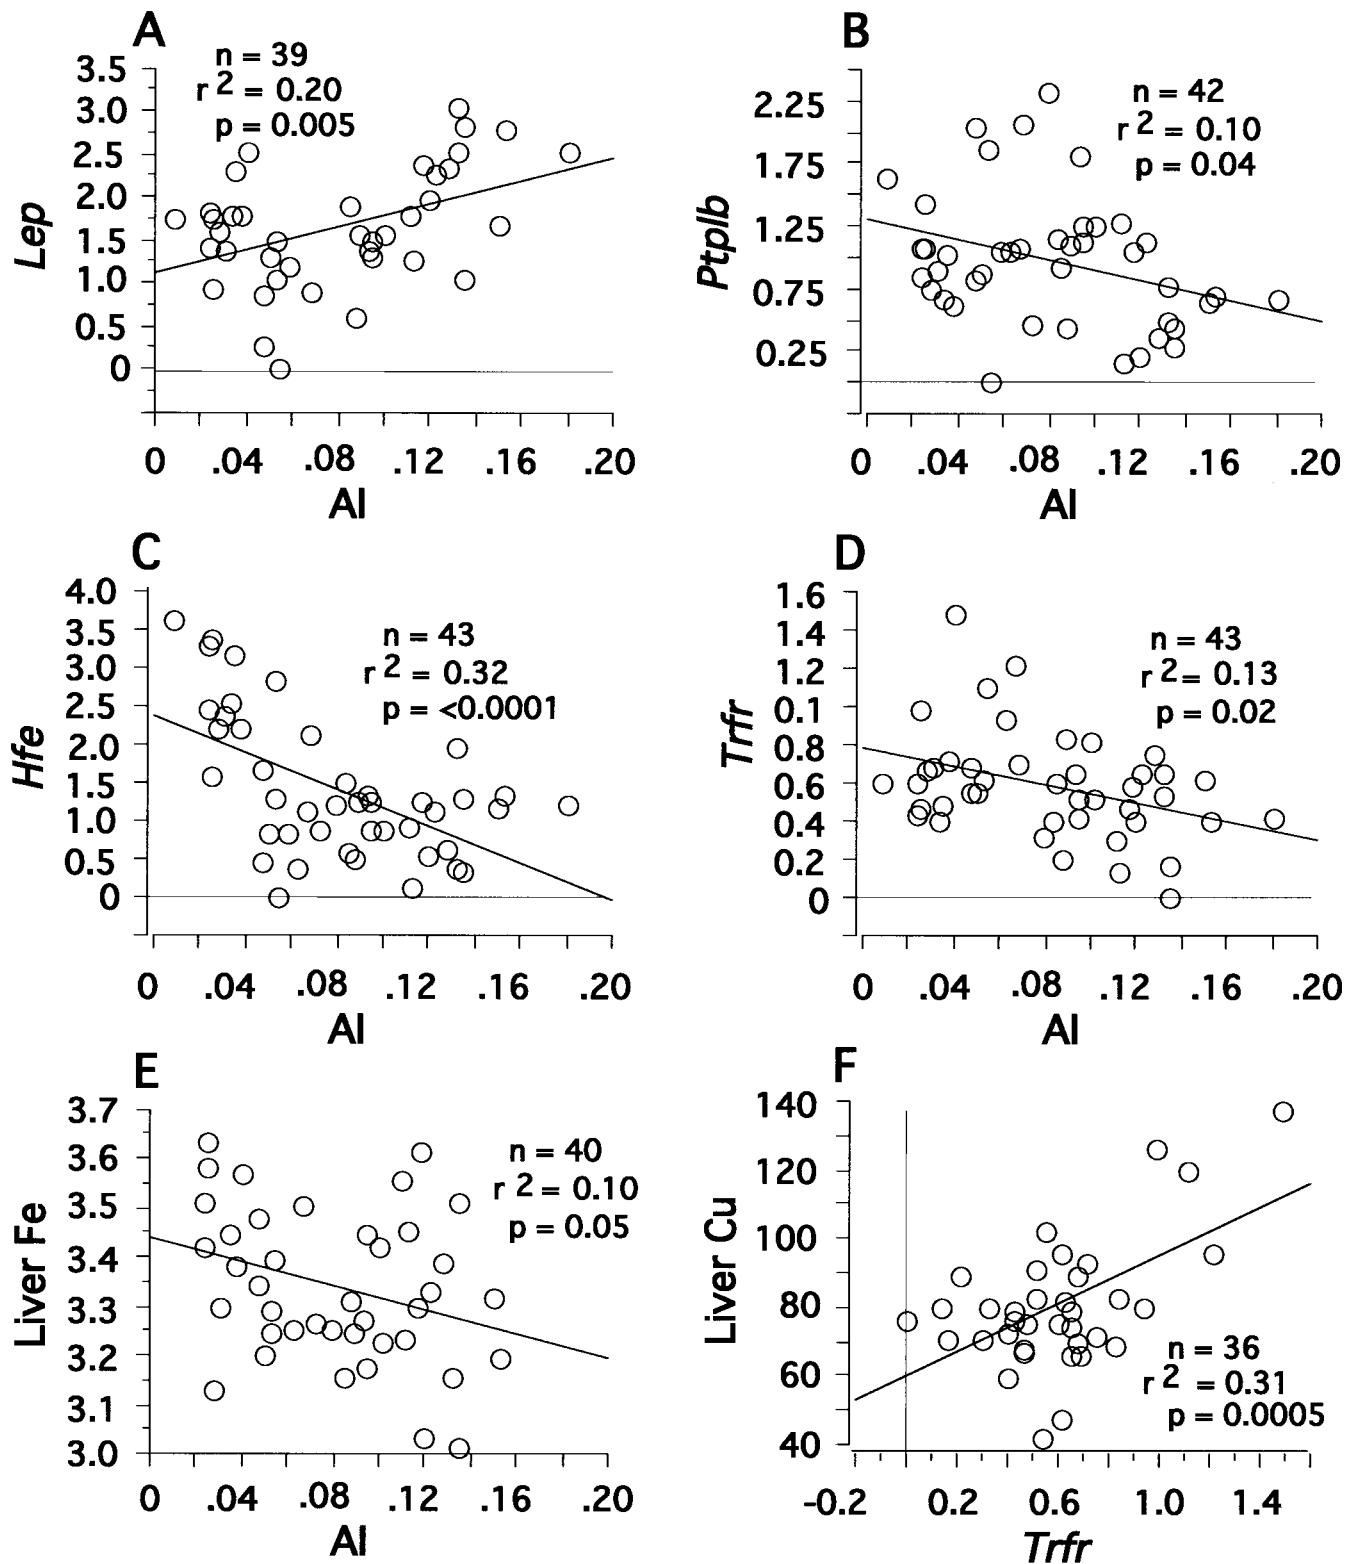 A
n = 39
r 2 = 0.20
p = 0.005
3.5
3.0
2.5
2.0
1.5
1.0
0.5
0
Lep
0 .04 .08 .12 .16 .20
AI
B
n = 42
r 2 = 0.10
p = 0.04
2.25
1.75
1.25
0.75
0.25
Ptplb
0 .04 .08 .12 .16 .20
AI
C
n = 43
r 2 = 0.32
p = <0.0001
4.0
3.5
3.0
2.5
2.0
1.5
1.0
0.5
0
Hfe
0 .04 .08 .12 .16 .20
AI
D
n = 43
r 2 = 0.13
p = 0.02
1.6
1.4
1.2
0.1
0.8
0.6
0.4
0.2
0
Trfr
0 .04 .08 .12 .16 .20
AI
E
n = 40
r 2 = 0.10
p = 0.05
3.7
3.6
3.5
3.4
3.3
3.2
3.1
3.0
Liver Fe
0 .04 .08 .12 .16 .20
AI
F
140
120
100
80
60
40
Liver Cu
n = 36
r 2 = 0.31
p = 0.0005
-0.2 0.2 0.6 1.0 1.4
Trfr